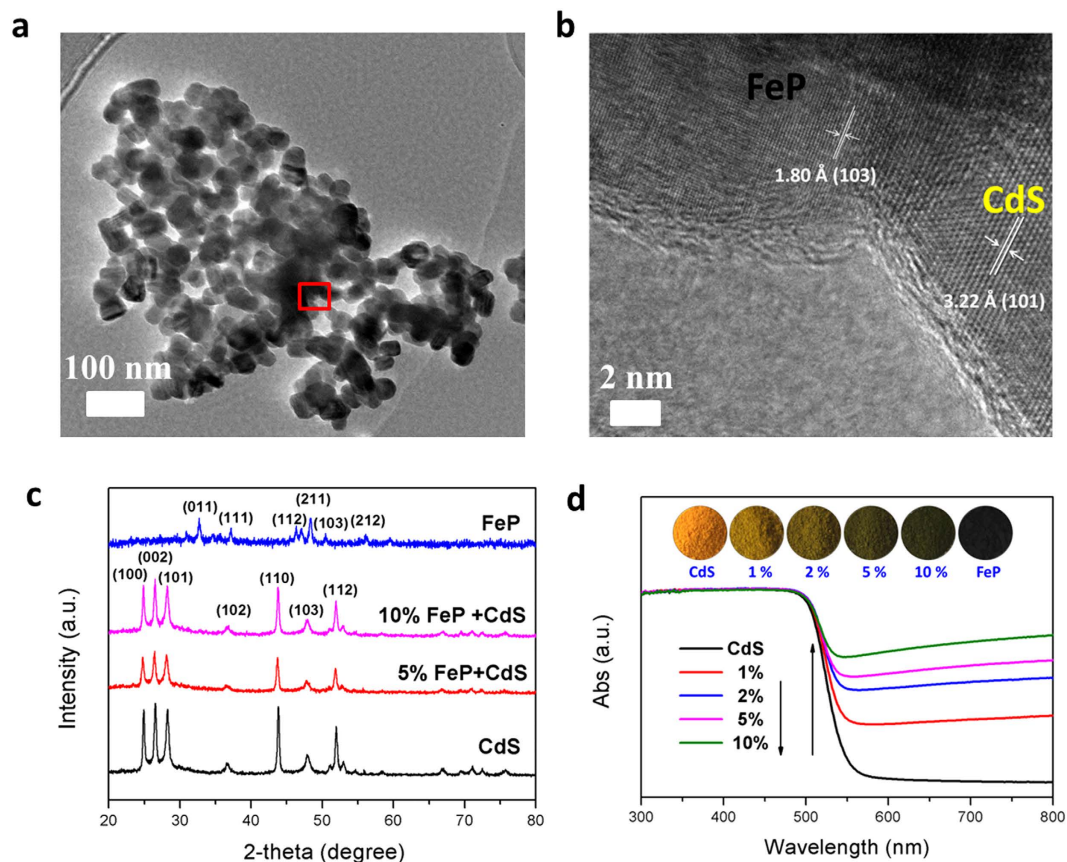 a
100 nm
b
FeP
1.80 Å (103)
CdS
3.22 Å (101)
2 nm
c
Intensity (a.u.)
(011)
(111)
(112)
(211)
(103)
(212)
FeP
(100)
(002)
(101)
(102)
(110)
(103)
(112)
10% FeP +CdS
5% FeP+CdS
CdS
20 30 40 50 60 70 80
2-theta (degree)
d
Abs (a.u.)
CdS 1 % 2 % 5 % 10 % FeP
CdS
1%
2%
5%
10%
300 400 500 600 700 800
Wavelength (nm)